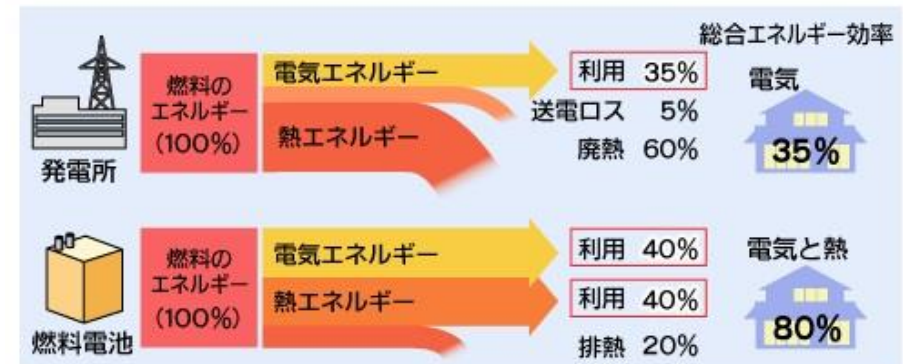 総合エネルギー効率
発電所
燃料の
エネルギー
(100%)
電気エネルギー
熱エネルギー
利用 35%
送電ロス 5%
廃熱 60%
電気
35%
燃料電池
燃料の
エネルギー
(100%)
電気エネルギー
熱エネルギー
利用 40%
利用 40%
排熱 20%
電気と熱
80%